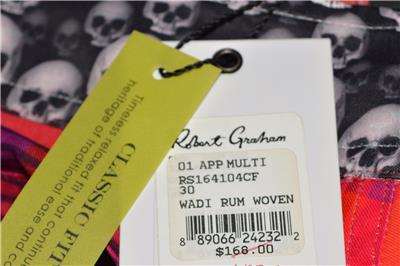 CLASSIC FIT
Timeless relaxed fit that continues
heritage of traditional ease and co
Robert Graham
01 APP MULTI
RS164104CF
30
WADI RUM WOVEN
8 89066 24232 2
$168.00